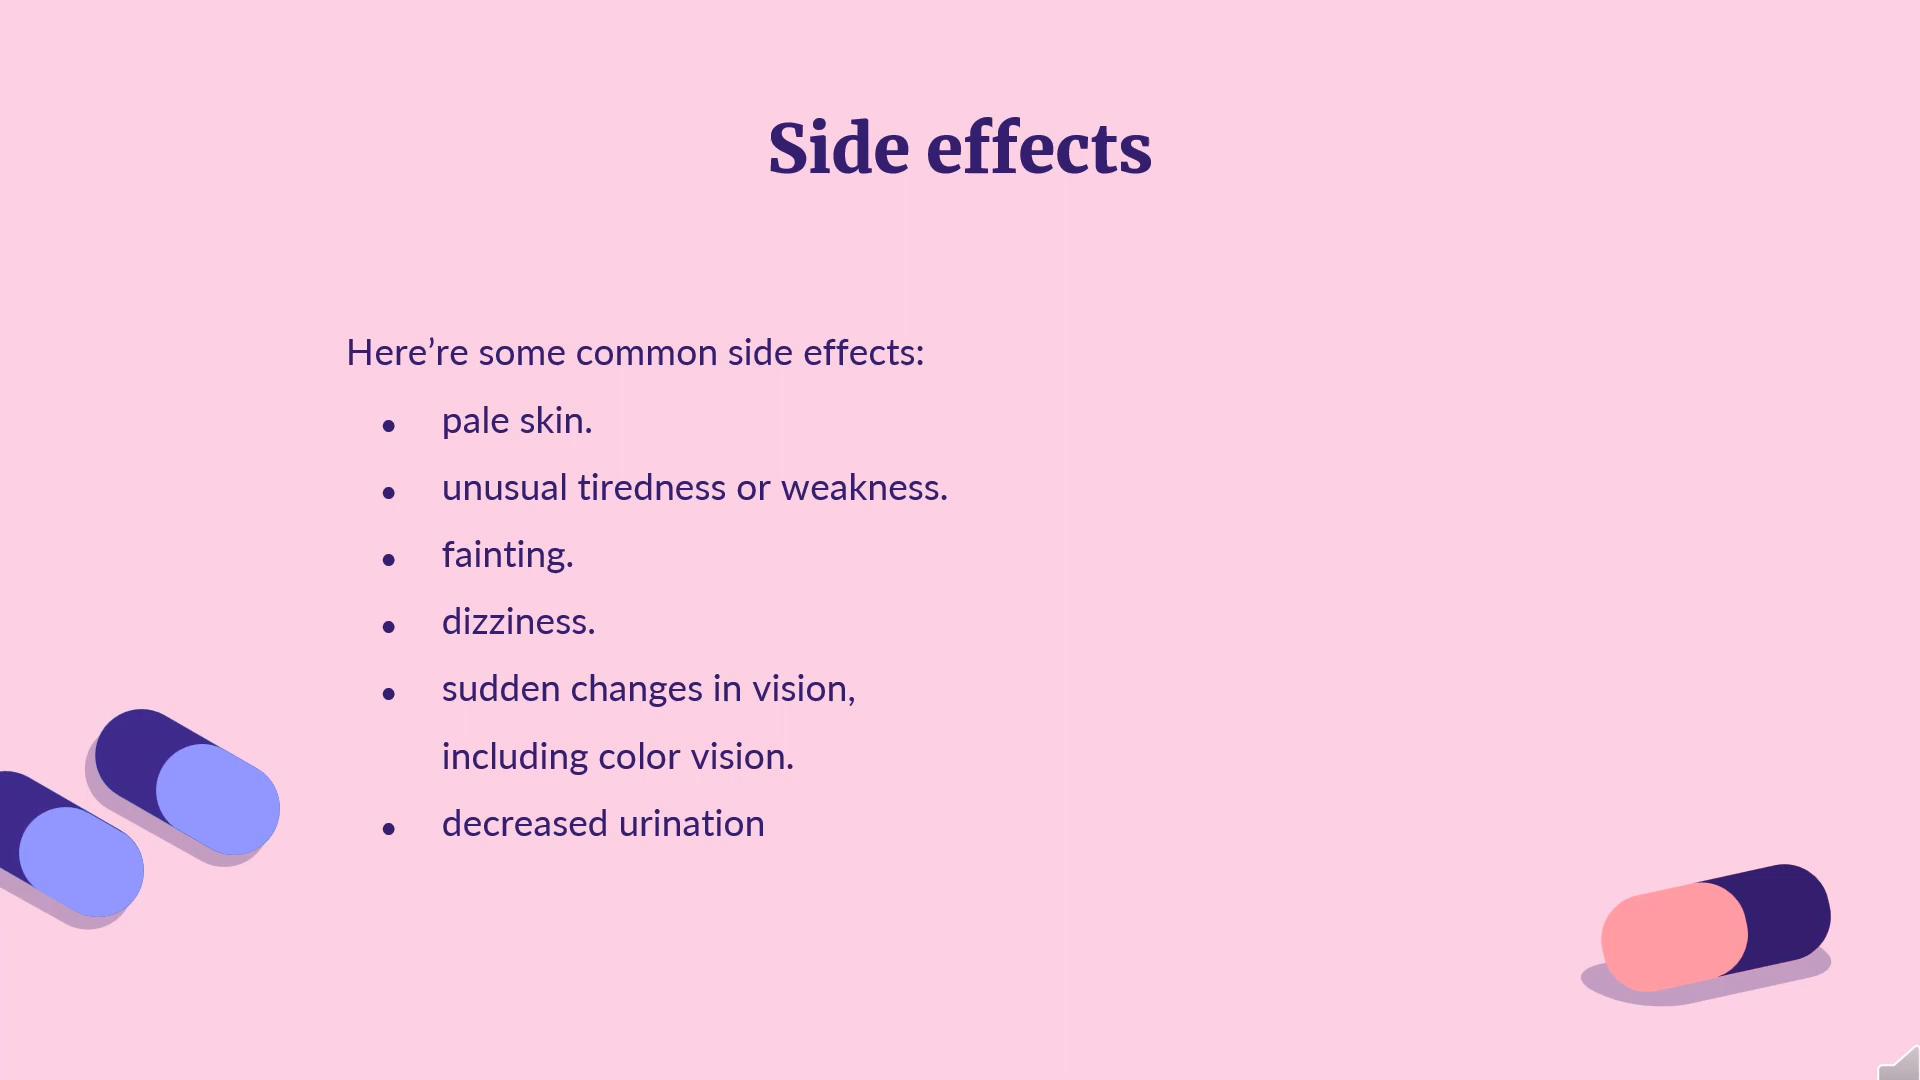 Side effects
Here’re some common side effects:
● pale skin.
● unusual tiredness or weakness.
● fainting.
● dizziness.
● sudden changes in vision,
including color vision.
● decreased urination